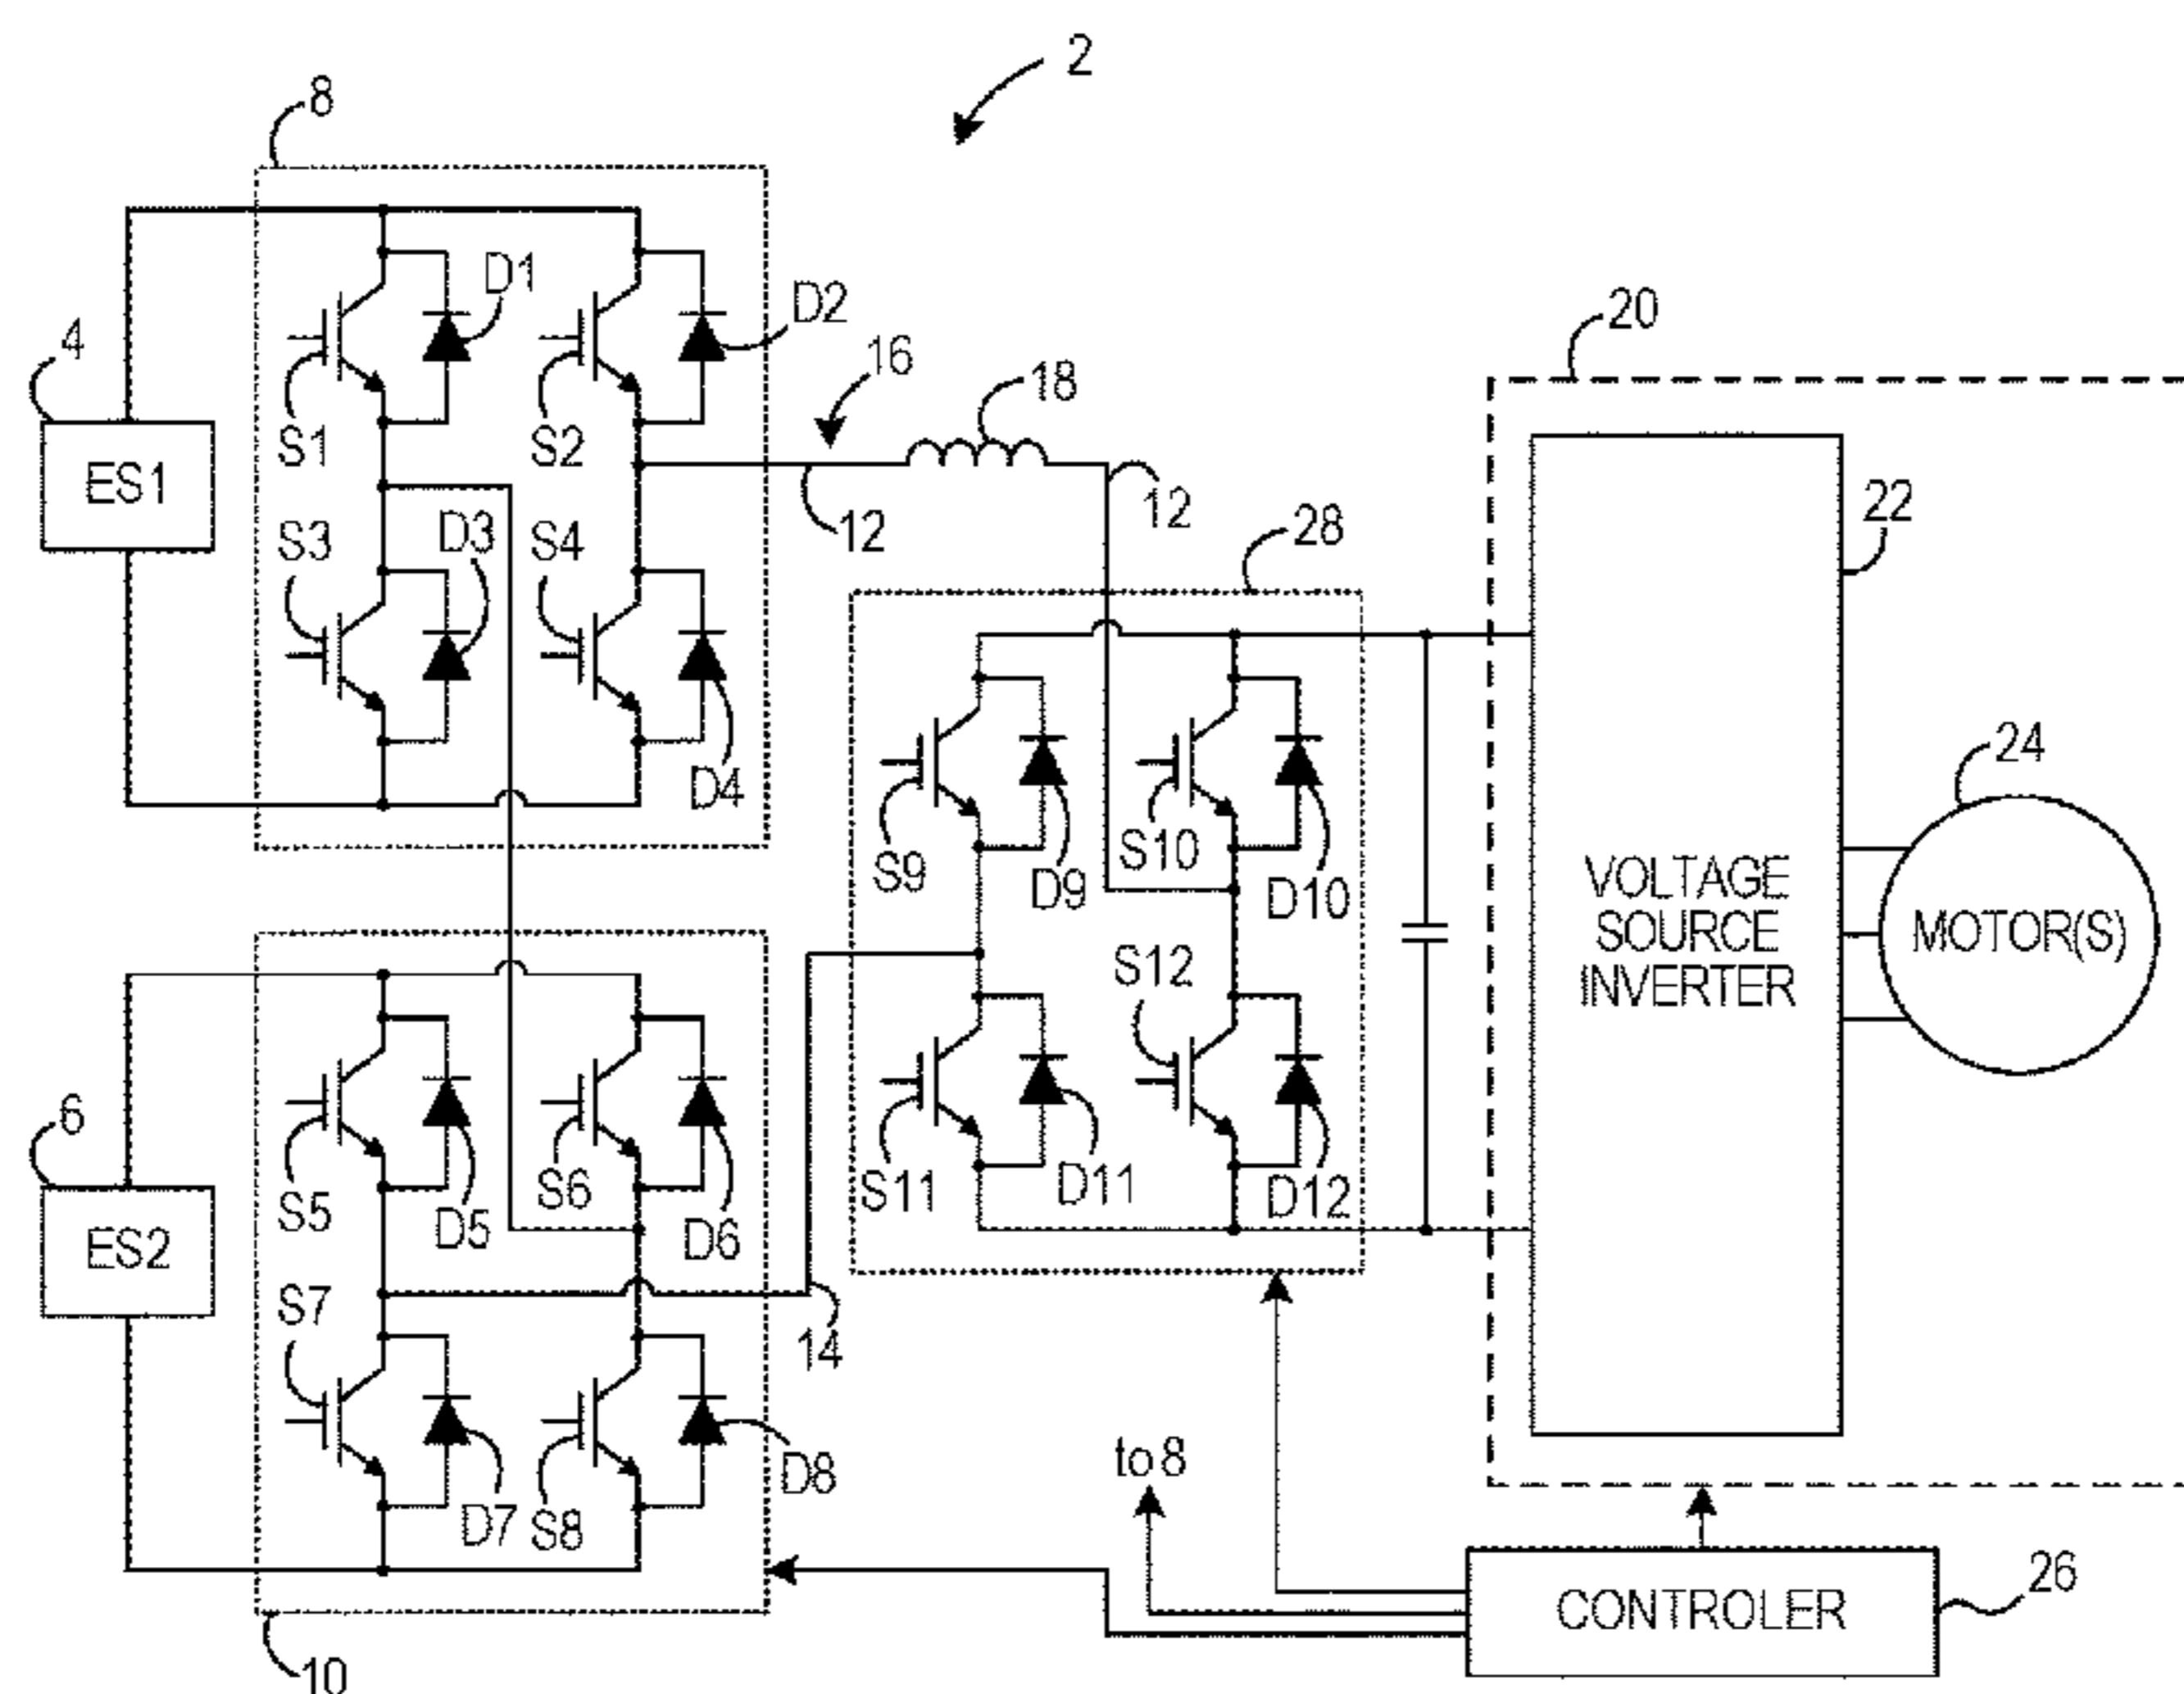 2
8
D1
D2
4
S1
S2
16
18
20
ES1
12
12
22
S3
D3
S4
28
D4
24
S9
D9
S10
D10
VOLTAGE
SOURCE
INVERTER
MOTOR(S)
S12
6
S5
D5
S6
D6
S11
D11
D12
ES2
S7
14
D7
S8
D8
to 8
10
CONTROLER
26